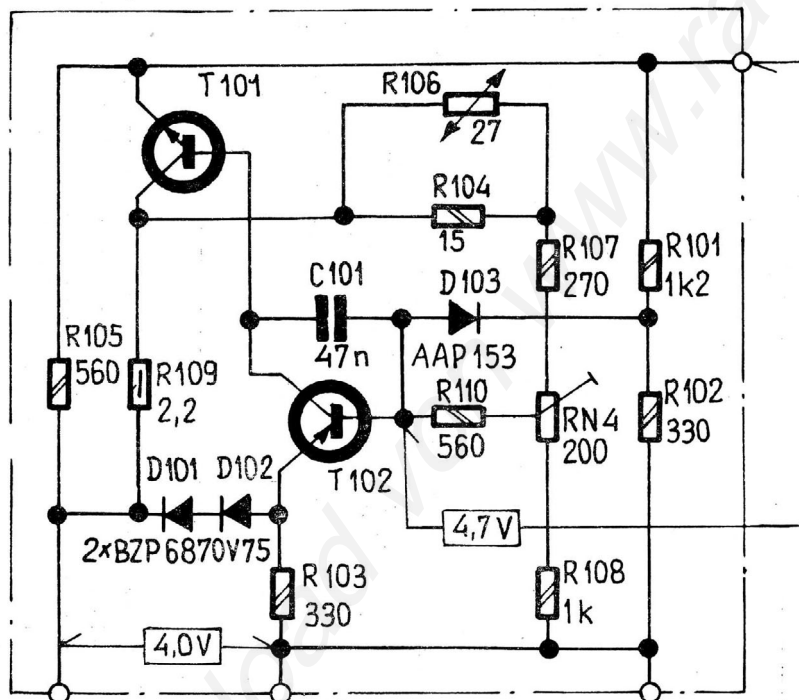 T101
R106
27
R104
15
R107
270
R101
1k2
C101
47n
D103
AAP153
R105
560
R109
2,2
R110
560
RN4
200
R102
330
D101
D102
T102
2×BZP6870V75
4,7V
R103
330
R108
1k
4,0V